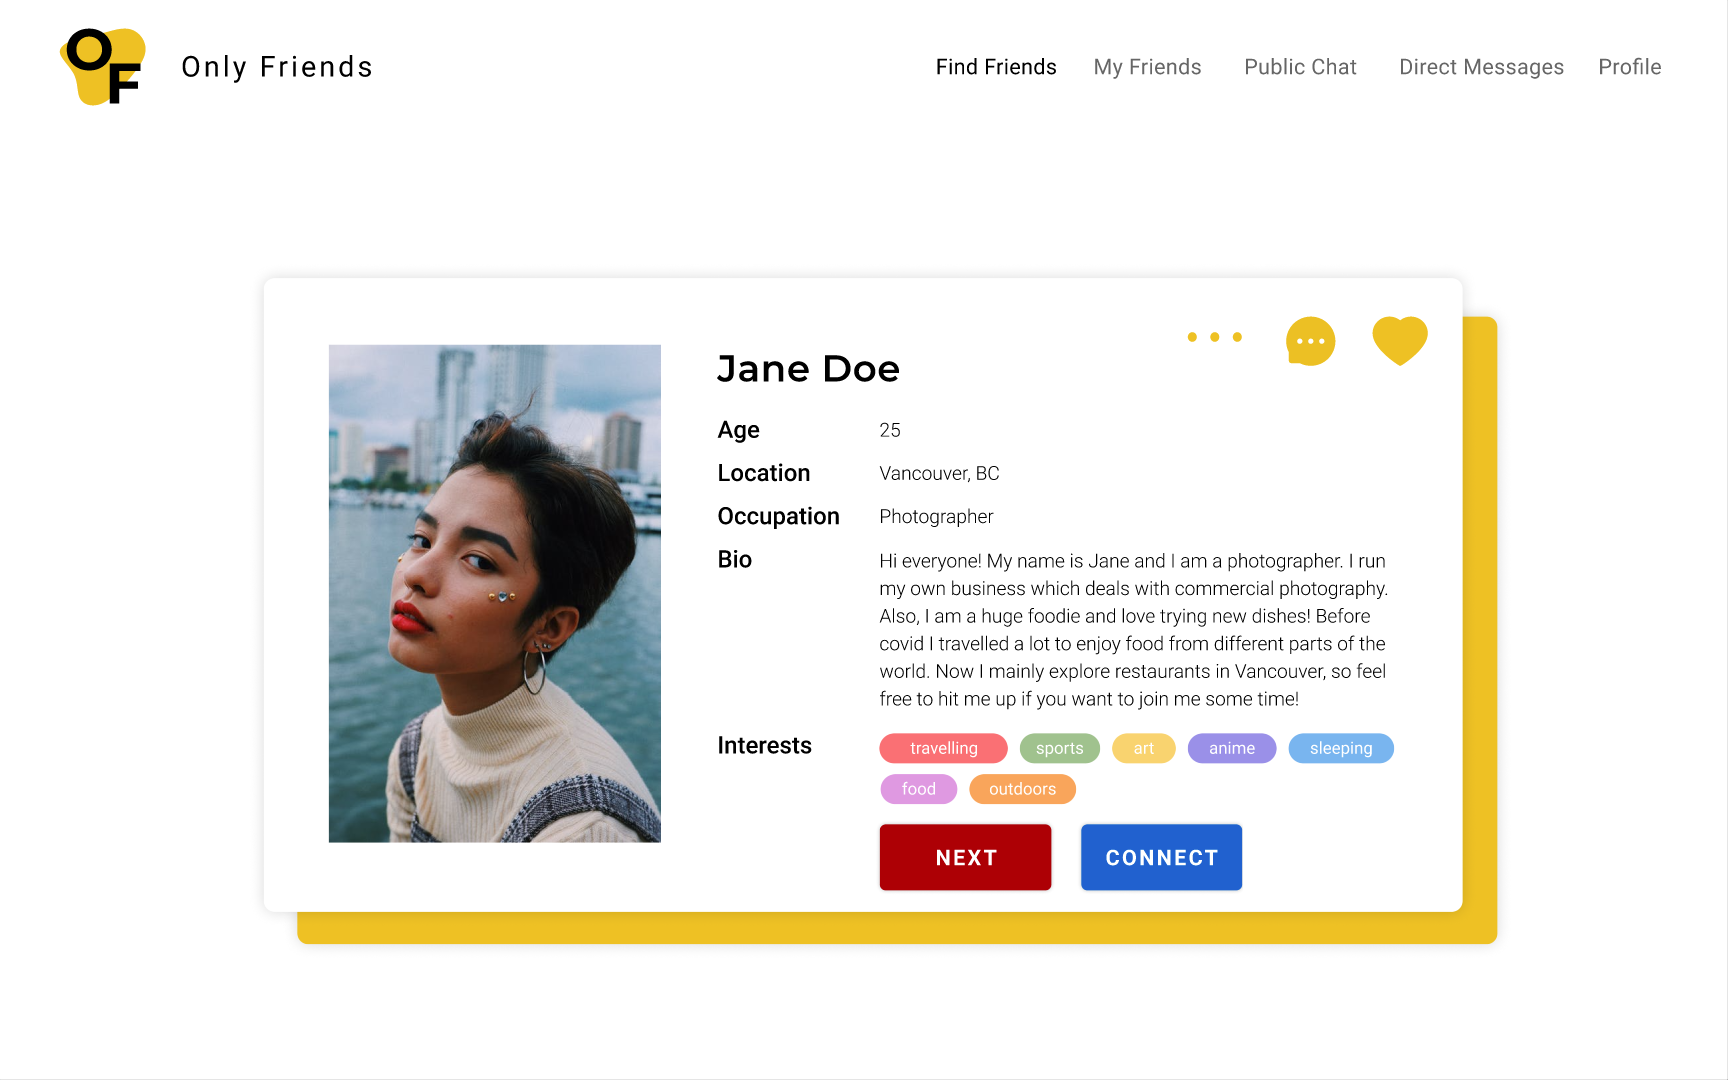 OF
Only Friends
Find Friends My Friends Public Chat Direct Messages Profile
Jane Doe
Age 25
Location Vancouver, BC
Occupation Photographer
Bio Hi everyone! My name is Jane and I am a photographer. I run
my own business which deals with commercial photography.
Also, I am a huge foodie and love trying new dishes! Before
covid I travelled a lot to enjoy food from different parts of the
world. Now I mainly explore restaurants in Vancouver, so feel
free to hit me up if you want to join me some time!
Interests travelling sports art anime sleeping
food outdoors
NEXT CONNECT